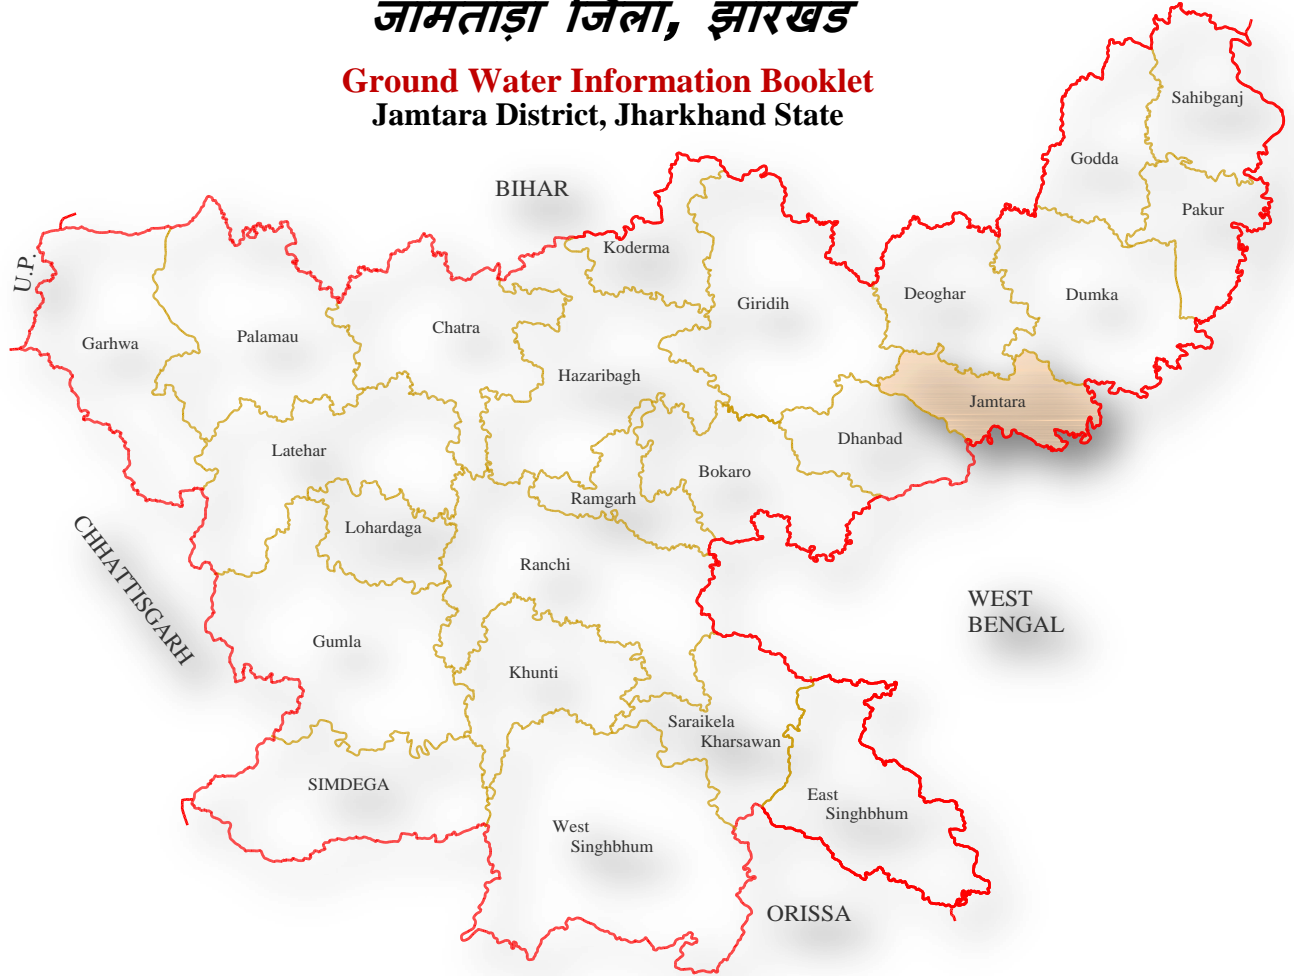 जामताड़ा जिला, झारखंड
Ground Water Information Booklet
Jamtara District, Jharkhand State
Sahibganj
Godda
BIHAR
Pakur
Koderma
U.P.
Deoghar
Dumka
Giridih
Chatra
Palamau
Garhwa
Hazaribagh
Jamtara
Dhanbad
Latehar
Bokaro
Ramgarh
Lohardaga
Ranchi
CHHATTISGARH
WEST
BENGAL
Gumla
Khunti
Saraikela
Kharsawan
SIMDEGA
East
Singhbhum
West
Singhbhum
ORISSA